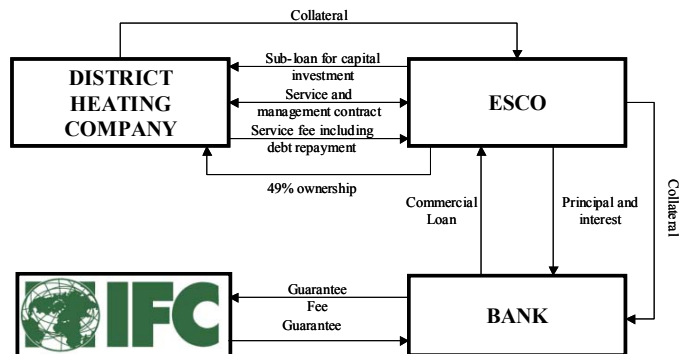 Collateral
DISTRICT
HEATING
COMPANY
Sub-loan for capital
investment
Service and
management contract
Service fee including
debt repayment
ESCO
49% ownership
Commercial
Loan
Principal and
interest
Collateral
IFC
Guarantee
Fee
Guarantee
BANK